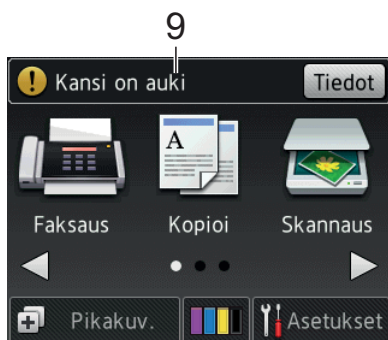 9
Kansi on auki Tiedot
A
Faksaus Kopioi Skannaus
Pikakuv. Asetukset